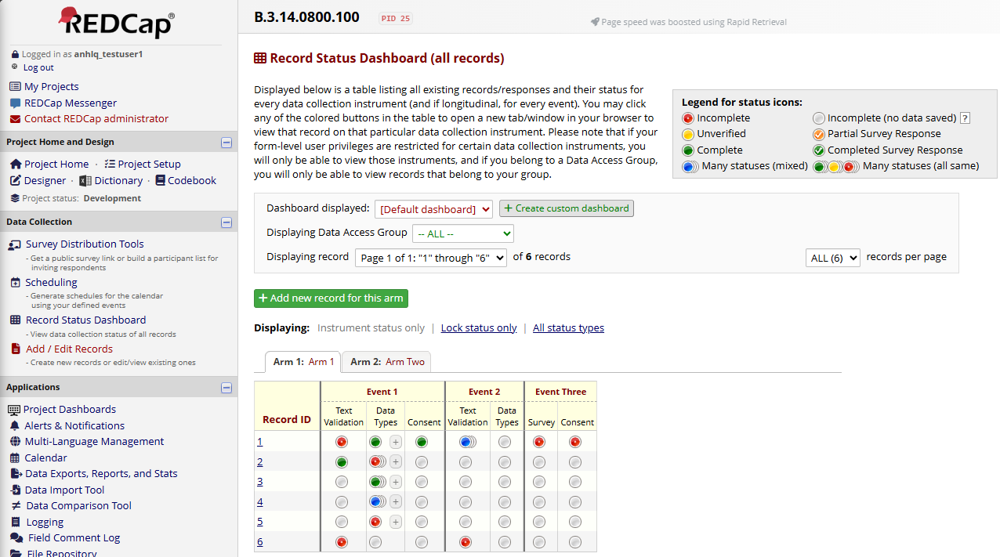 REDCap®
Logged in as anhlq_testuser1
Log out
My Projects
REDCap Messenger
Contact REDCap administrator
Project Home and Design
Project Home · Project Setup
Designer · Dictionary · Codebook
Project status: Development
Data Collection
Survey Distribution Tools
- Get a public survey link or build a participant list for
inviting respondents
Scheduling
- Generate schedules for the calendar
using your defined events
Record Status Dashboard
- View data collection status of all records
Add / Edit Records
- Create new records or edit/view existing ones
Applications
Project Dashboards
Alerts & Notifications
Multi-Language Management
Calendar
Data Exports, Reports, and Stats
Data Import Tool
Data Comparison Tool
Logging
Field Comment Log
File Repository
B.3.14.0800.100 PID 25
Page speed was boosted using Rapid Retrieval
Record Status Dashboard (all records)
Displayed below is a table listing all existing records/responses and their status for
every data collection instrument (and if longitudinal, for every event). You may click
any of the colored buttons in the table to open a new tab/window in your browser to
view that record on that particular data collection instrument. Please note that if your
form-level user privileges are restricted for certain data collection instruments, you
will only be able to view those instruments, and if you belong to a Data Access Group,
you will only be able to view records that belong to your group.
Legend for status icons:
Incomplete Incomplete (no data saved) ?
Unverified Partial Survey Response
Complete Completed Survey Response
Many statuses (mixed) Many statuses (all same)
Dashboard displayed: [Default dashboard] + Create custom dashboard
Displaying Data Access Group -- ALL --
Displaying record Page 1 of 1: "1" through "6" of 6 records ALL (6) records per page
+ Add new record for this arm
Displaying: Instrument status only | Lock status only | All status types
Arm 1: Arm 1 Arm 2: Arm Two
Event 1 Event 2 Event Three
Record ID Text Validation Data Types Consent Text Validation Data Types Survey Consent
1 +
2 +
3 +
4 +
5 +
6